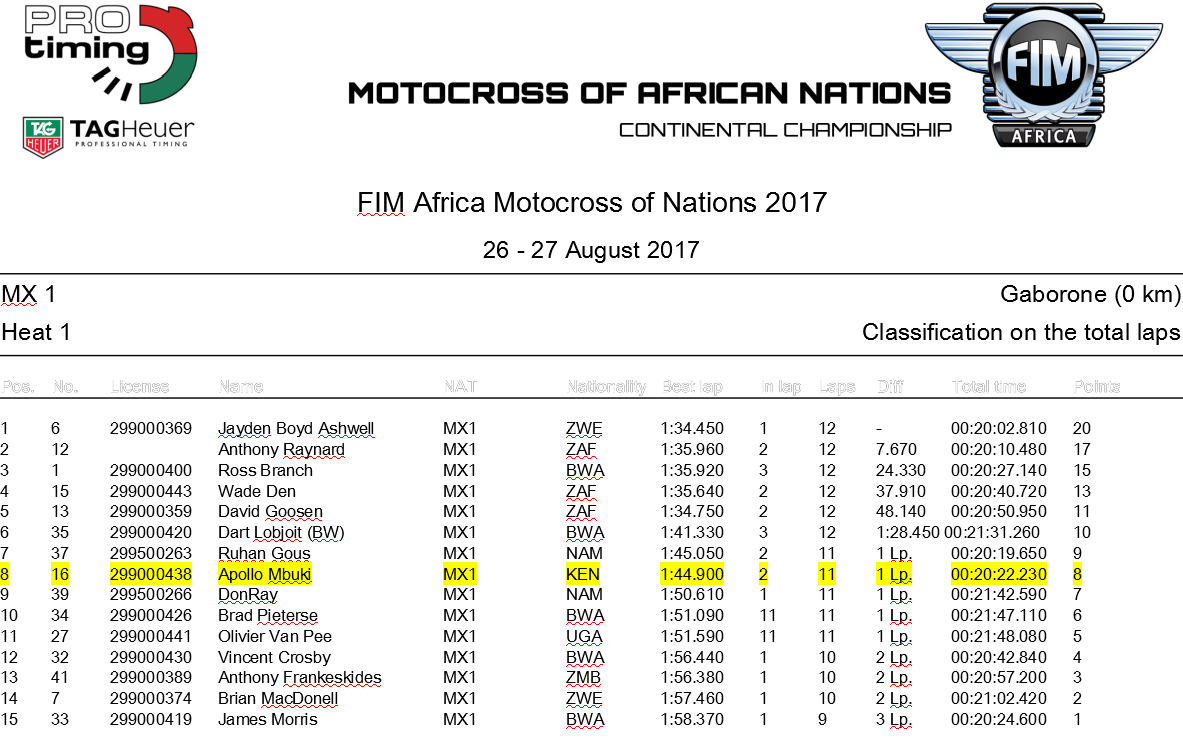 PRO
timing
TAG HEUER TAGHeuer
PROFESSIONAL TIMING
MOTOCROSS OF AFRICAN NATIONS
CONTINENTAL CHAMPIONSHIP
FIM
AFRICA
FIM Africa Motocross of Nations 2017
26 - 27 August 2017
MX 1 Gaborone (0 km)
Heat 1 Classification on the total laps
Pos. No. License Name NAT Nationality Best lap In lap Laps Diff Total time Points
1 6 299000369 Jayden Boyd Ashwell MX1 ZWE 1:34.450 1 12 - 00:20:02.810 20
2 12 Anthony Raynard MX1 ZAF 1:35.960 2 12 7.670 00:20:10.480 17
3 1 299000400 Ross Branch MX1 BWA 1:35.920 3 12 24.330 00:20:27.140 15
4 15 299000443 Wade Den MX1 ZAF 1:35.640 2 12 37.910 00:20:40.720 13
5 13 299000359 David Goosen MX1 ZAF 1:34.750 2 12 48.140 00:20:50.950 11
6 35 299000420 Dart Lobjoit (BW) MX1 BWA 1:41.330 3 12 1:28.450 00:21:31.260 10
7 37 299500263 Ruhan Gous MX1 NAM 1:45.050 2 11 1 Lp. 00:20:19.650 9
8 16 299000438 Apollo Mbuki MX1 KEN 1:44.900 2 11 1 Lp. 00:20:22.230 8
9 39 299500266 DonRay MX1 NAM 1:50.610 1 11 1 Lp. 00:21:42.590 7
10 34 299000426 Brad Pieterse MX1 BWA 1:51.090 11 11 1 Lp. 00:21:47.110 6
11 27 299000441 Olivier Van Pee MX1 UGA 1:51.590 11 11 1 Lp. 00:21:48.080 5
12 32 299000430 Vincent Crosby MX1 BWA 1:56.440 1 10 2 Lp. 00:20:42.840 4
13 41 299000389 Anthony Frankeskides MX1 ZMB 1:56.380 1 10 2 Lp. 00:20:57.200 3
14 7 299000374 Brian MacDonell MX1 ZWE 1:57.460 1 10 2 Lp. 00:21:02.420 2
15 33 299000419 James Morris MX1 BWA 1:58.370 1 9 3 Lp. 00:20:24.600 1